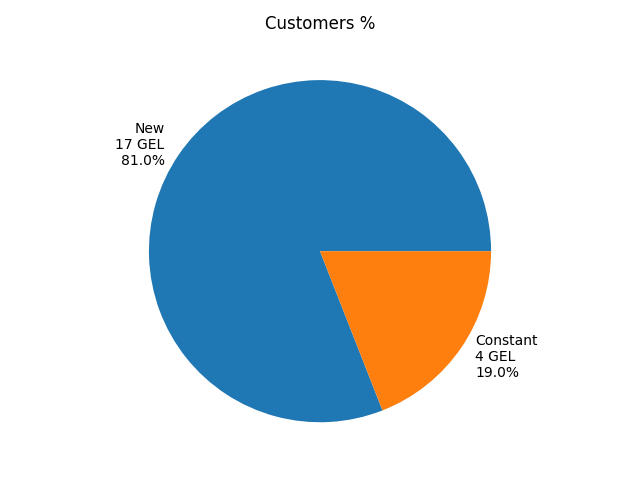 Customers %
New
17 GEL
81.0%
Constant
4 GEL
19.0%